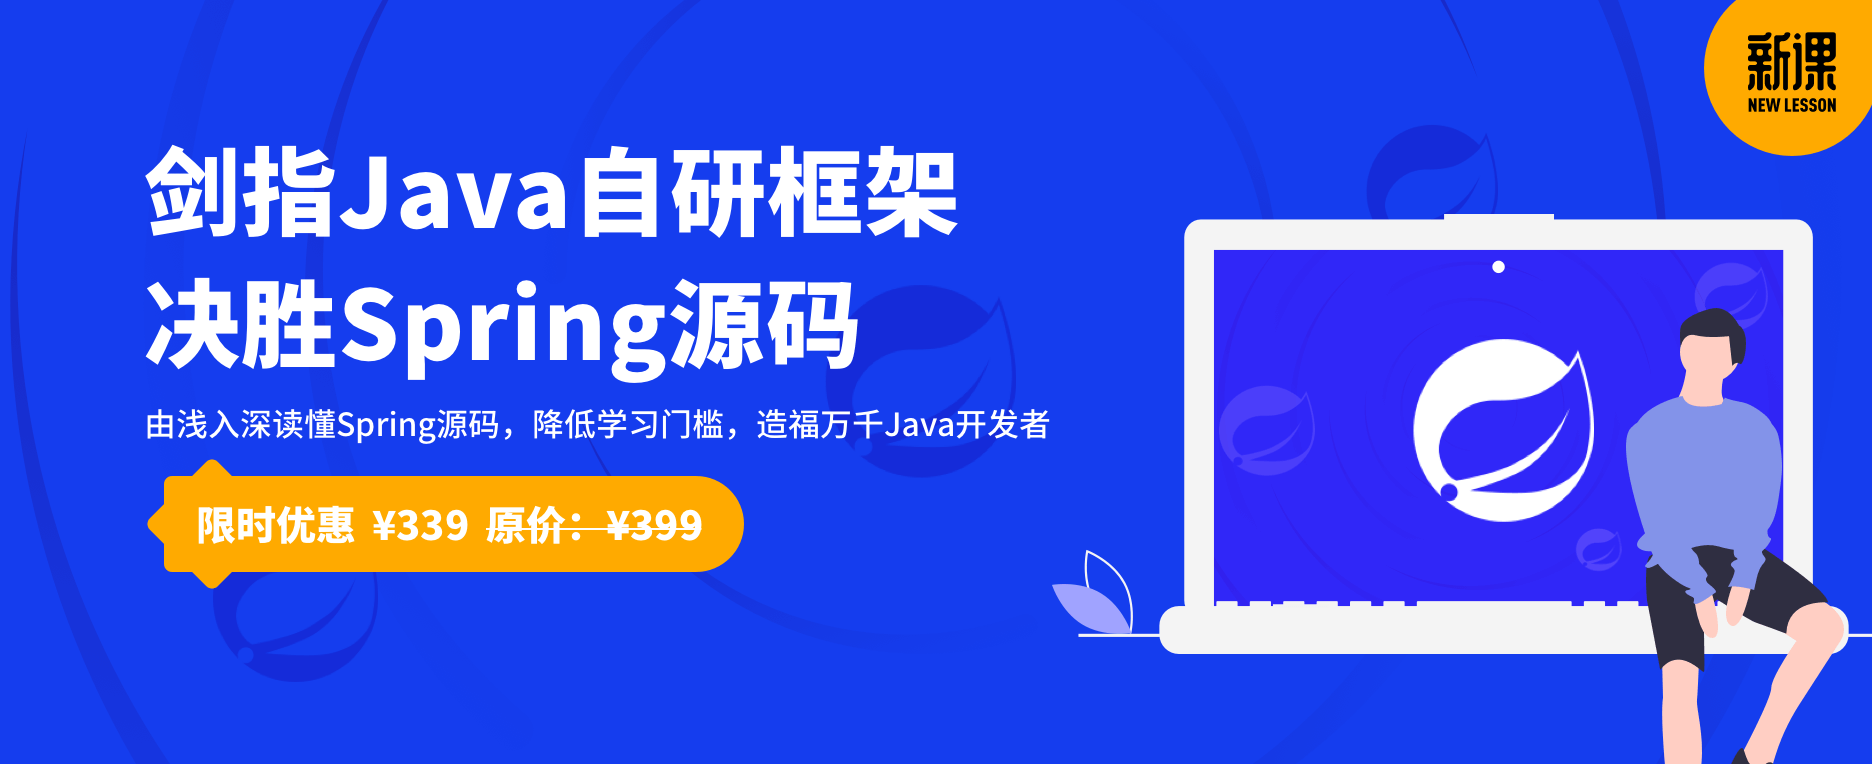 新课
NEW LESSON
剑指Java自研框架
决胜Spring源码
由浅入深读懂Spring源码，降低学习门槛，造福万千Java开发者
限时优惠 ¥339 原价：¥399